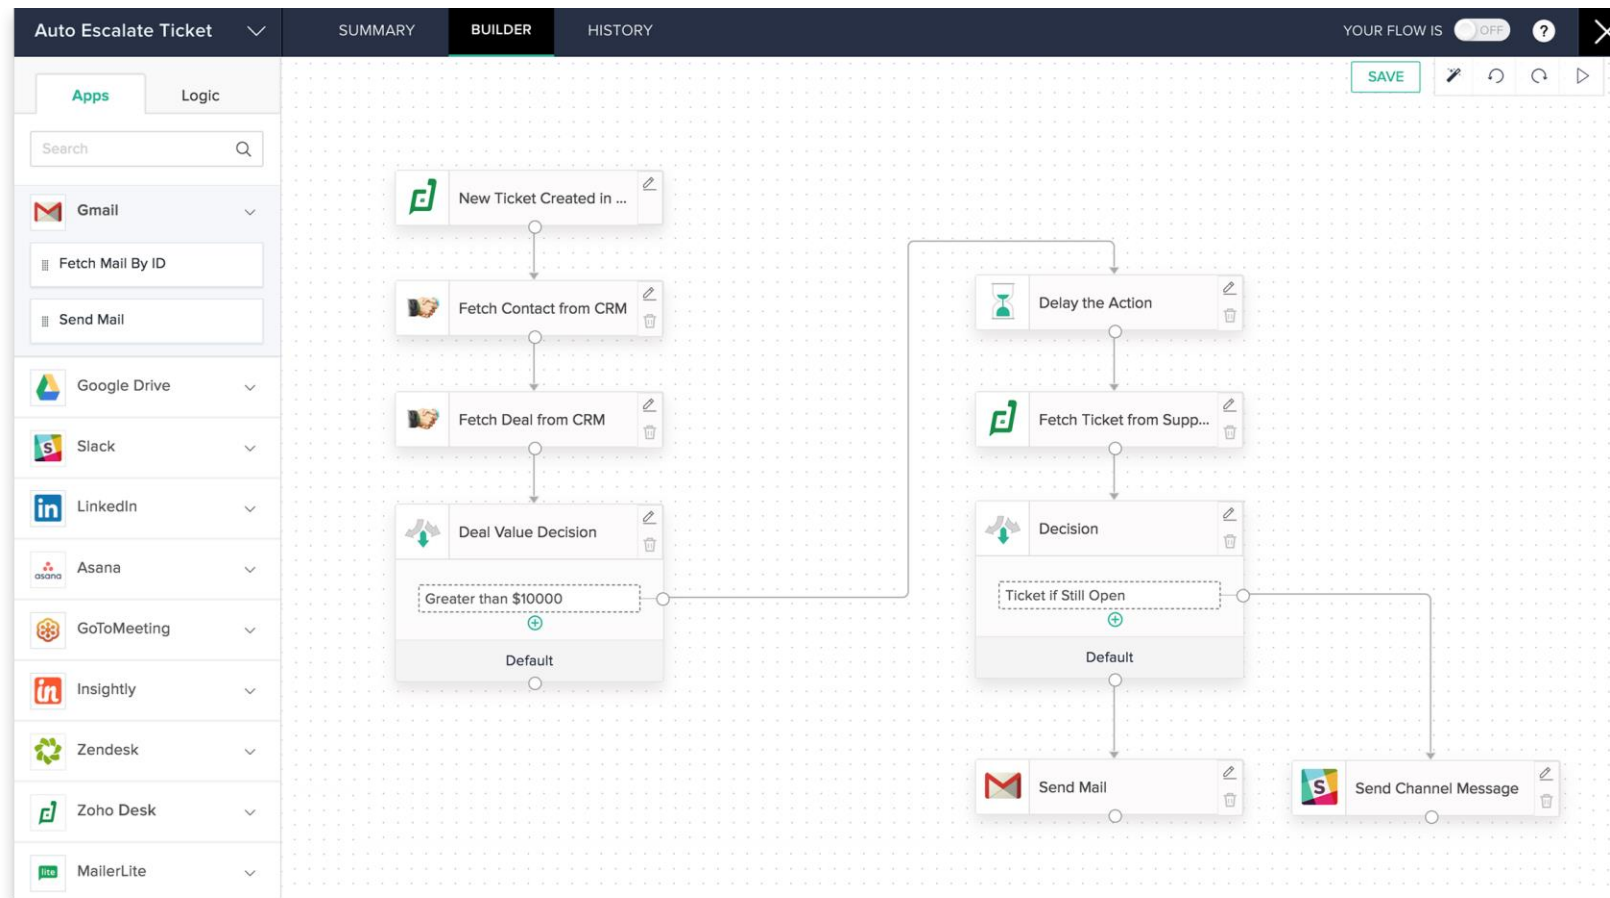 Auto Escalate Ticket
SUMMARY
BUILDER
HISTORY
YOUR FLOW IS
OFF
?
Apps
Logic
SAVE
Search
Gmail
Fetch Mail By ID
Send Mail
Google Drive
Slack
LinkedIn
asana
Asana
GoToMeeting
Insightly
Zendesk
Zoho Desk
lite
MailerLite
New Ticket Created in ...
Fetch Contact from CRM
Fetch Deal from CRM
Deal Value Decision
Greater than $10000
Default
Delay the Action
Fetch Ticket from Supp...
Decision
Ticket if Still Open
Default
Send Mail
Send Channel Message